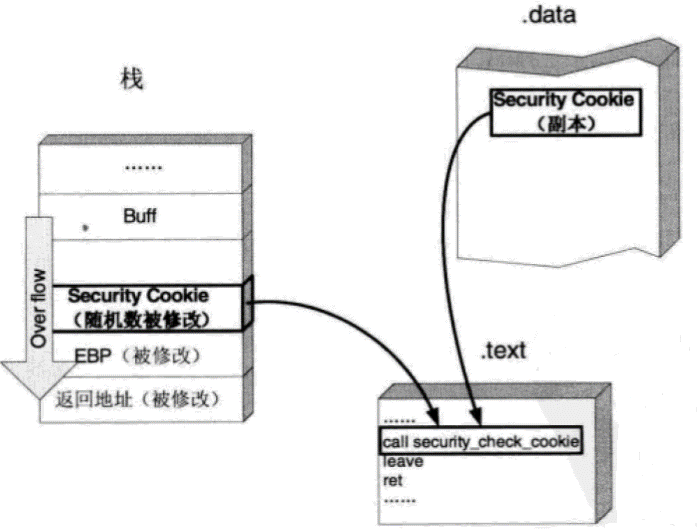 .data
栈
Security Cookie
（副本）
……
Buff
Over flow
Security Cookie
（随机数被修改）
EBP（被修改）
返回地址（被修改）
.text
……
call security_check_cookie
leave
ret
……